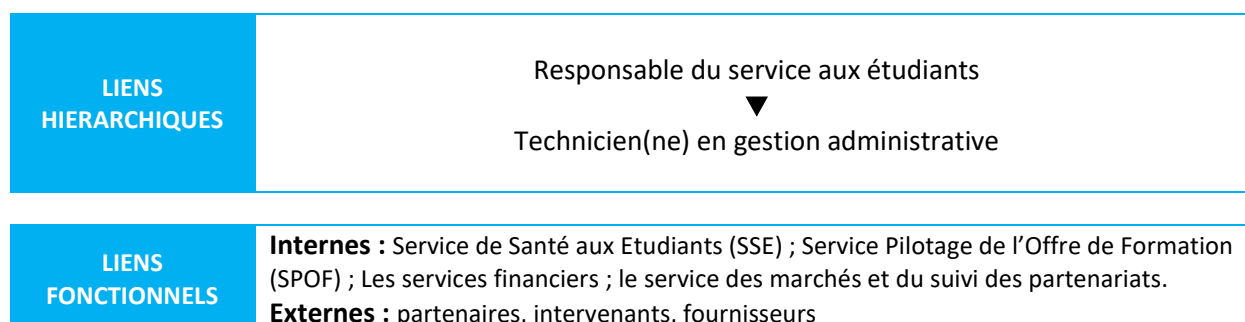 LIENS
HIERARCHIQUES
Responsable du service aux étudiants
▼
Technicien(ne) en gestion administrative
LIENS
FONCTIONNELS
Internes : Service de Santé aux Etudiants (SSE) ; Service Pilotage de l’Offre de Formation
(SPOF) ; Les services financiers ; le service des marchés et du suivi des partenariats.
Externes : partenaires, intervenants, fournisseurs